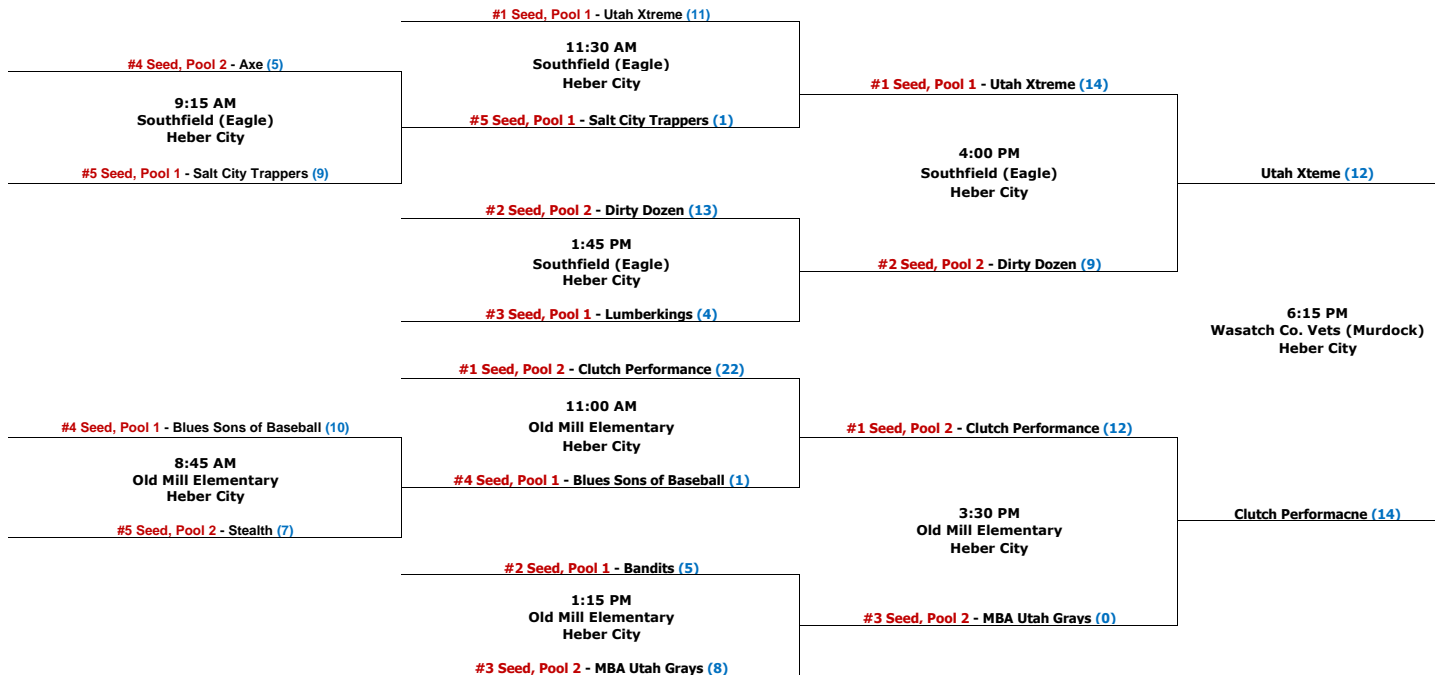 #1 Seed, Pool 1 - Utah Xtreme (11)
11:30 AM
Southfield (Eagle)
Heber City
#5 Seed, Pool 1 - Salt City Trappers (1)
#4 Seed, Pool 2 - Axe (5)
9:15 AM
Southfield (Eagle)
Heber City
#5 Seed, Pool 1 - Salt City Trappers (9)
#1 Seed, Pool 1 - Utah Xtreme (14)
4:00 PM
Southfield (Eagle)
Heber City
#2 Seed, Pool 2 - Dirty Dozen (9)
Utah Xteme (12)
#2 Seed, Pool 2 - Dirty Dozen (13)
1:45 PM
Southfield (Eagle)
Heber City
#3 Seed, Pool 1 - Lumberkings (4)
6:15 PM
Wasatch Co. Vets (Murdock)
Heber City
#1 Seed, Pool 2 - Clutch Performance (22)
11:00 AM
Old Mill Elementary
Heber City
#4 Seed, Pool 1 - Blues Sons of Baseball (1)
#4 Seed, Pool 1 - Blues Sons of Baseball (10)
8:45 AM
Old Mill Elementary
Heber City
#5 Seed, Pool 2 - Stealth (7)
#1 Seed, Pool 2 - Clutch Performance (12)
3:30 PM
Old Mill Elementary
Heber City
#3 Seed, Pool 2 - MBA Utah Grays (0)
Clutch Performacne (14)
#2 Seed, Pool 1 - Bandits (5)
1:15 PM
Old Mill Elementary
Heber City
#3 Seed, Pool 2 - MBA Utah Grays (8)